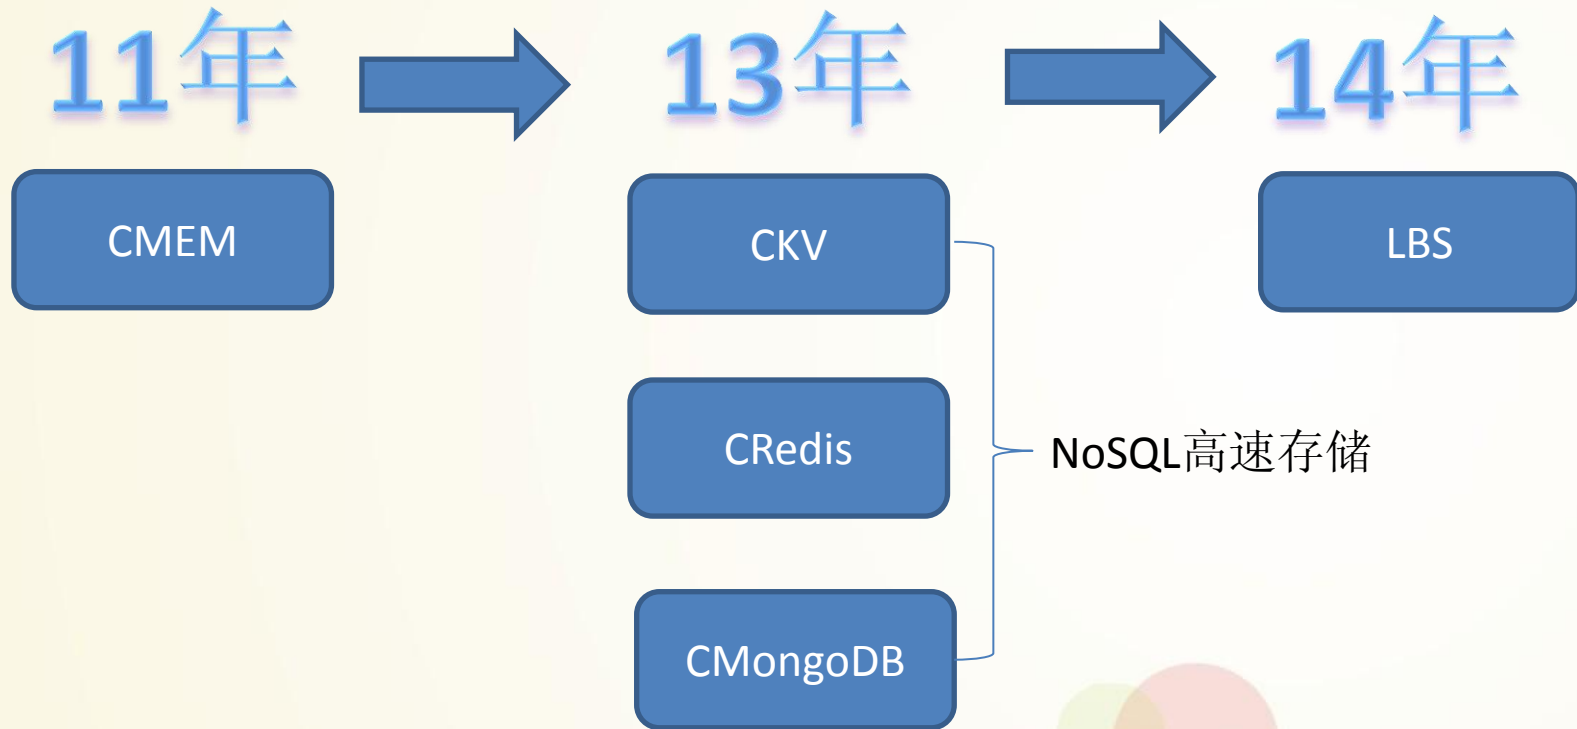 11年
13年
14年
CMEM
CKV
LBS
CRedis
NoSQL高速存储
CMongoDB